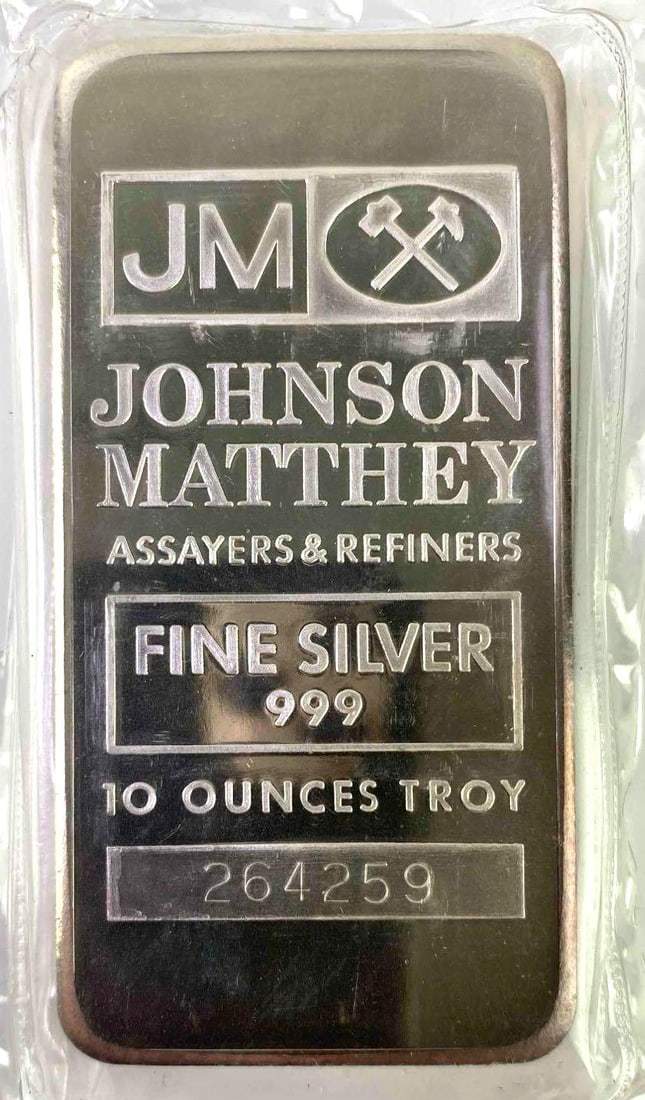 JM
JOHNSON
MATTHEY
ASSAYERS & REFINERS
FINE SILVER
999
10 OUNCES TROY
264259